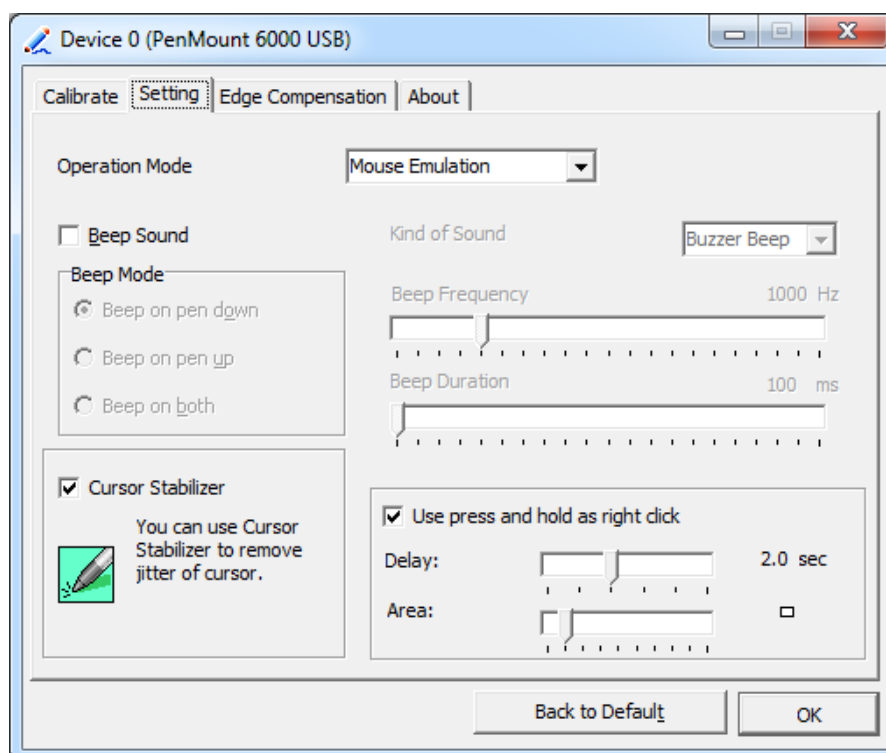 Device 0 (PenMount 6000 USB)
Calibrate Setting Edge Compensation About
Operation Mode Mouse Emulation
Beep Sound Kind of Sound Buzzer Beep
Beep Mode
Beep on pen down
Beep on pen up
Beep on both
Beep Frequency 1000 Hz
Beep Duration 100 ms
Cursor Stabilizer
You can use Cursor
Stabilizer to remove
jitter of cursor.
Use press and hold as right click
Delay: 2.0 sec
Area:
Back to Default OK